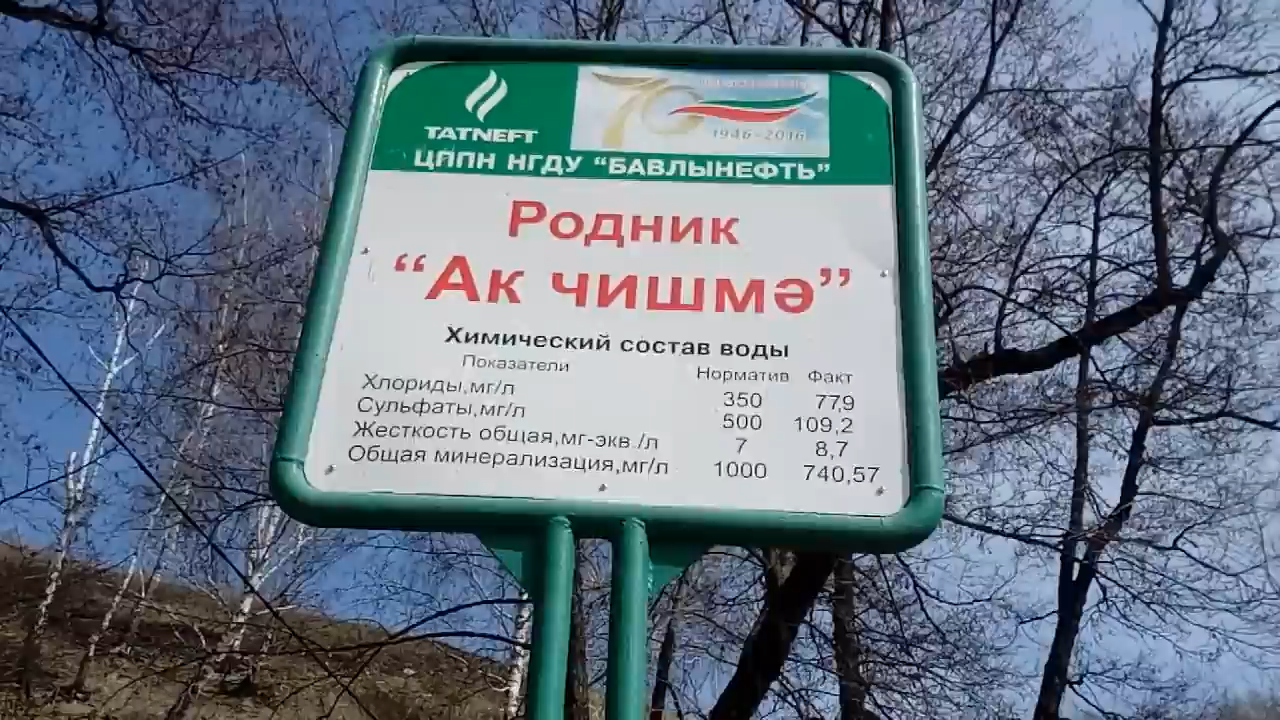 TATNEFT
70
1946-2016
ЦППН НГДУ “БАВЛЫНЕФТЬ”
Родник
“Ак чишмә”
Химический состав воды
Показатели Норматив Факт
Хлориды,мг/л 350 77,9
Сульфаты,мг/л 500 109,2
Жесткость общая,мг-экв./л 7 8,7
Общая минерализация,мг/л 1000 740,57